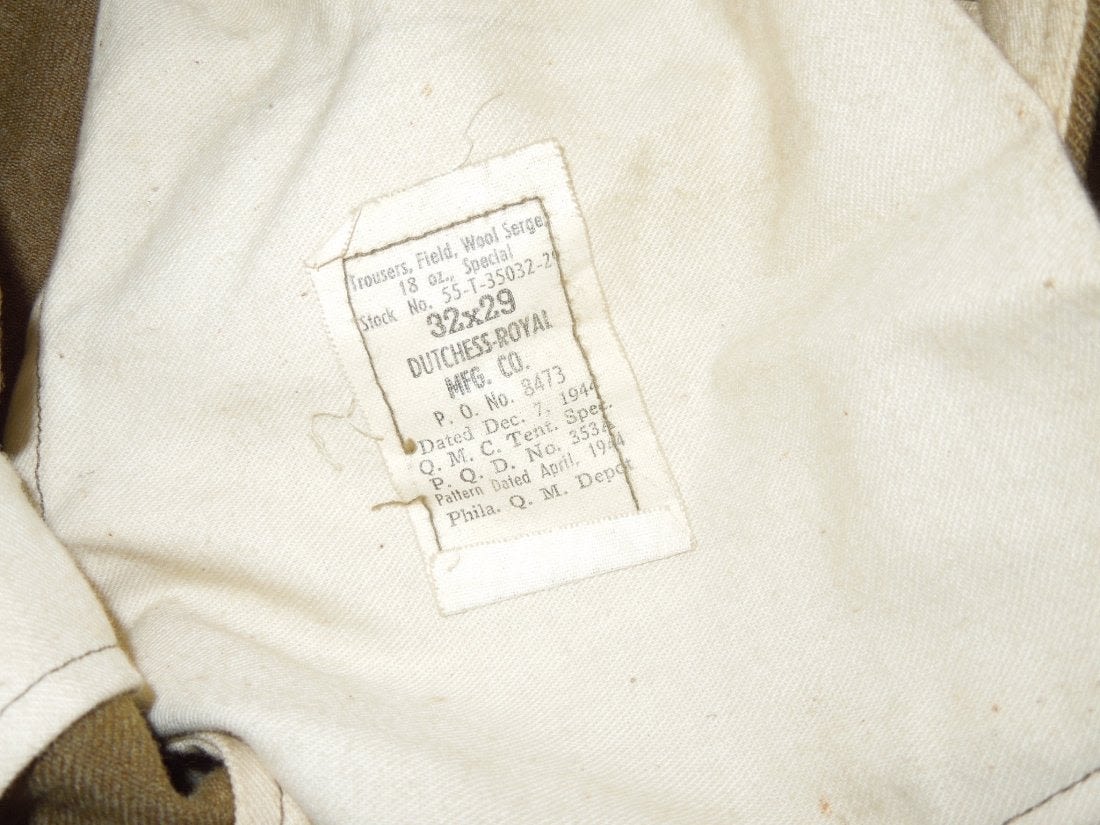 Trousers, Field, Wool Serge,
18 oz., Special
Stock No. 55-T-35032-29
32x29
DUTCHESS-ROYAL
MFG. CO.
P. O. No. 8473
Dated Dec. 7, 1944
Q. M. C. Tent. Spec.
P. Q. D. No. 353A
Pattern Dated April, 1944
Phila. Q. M. Depot